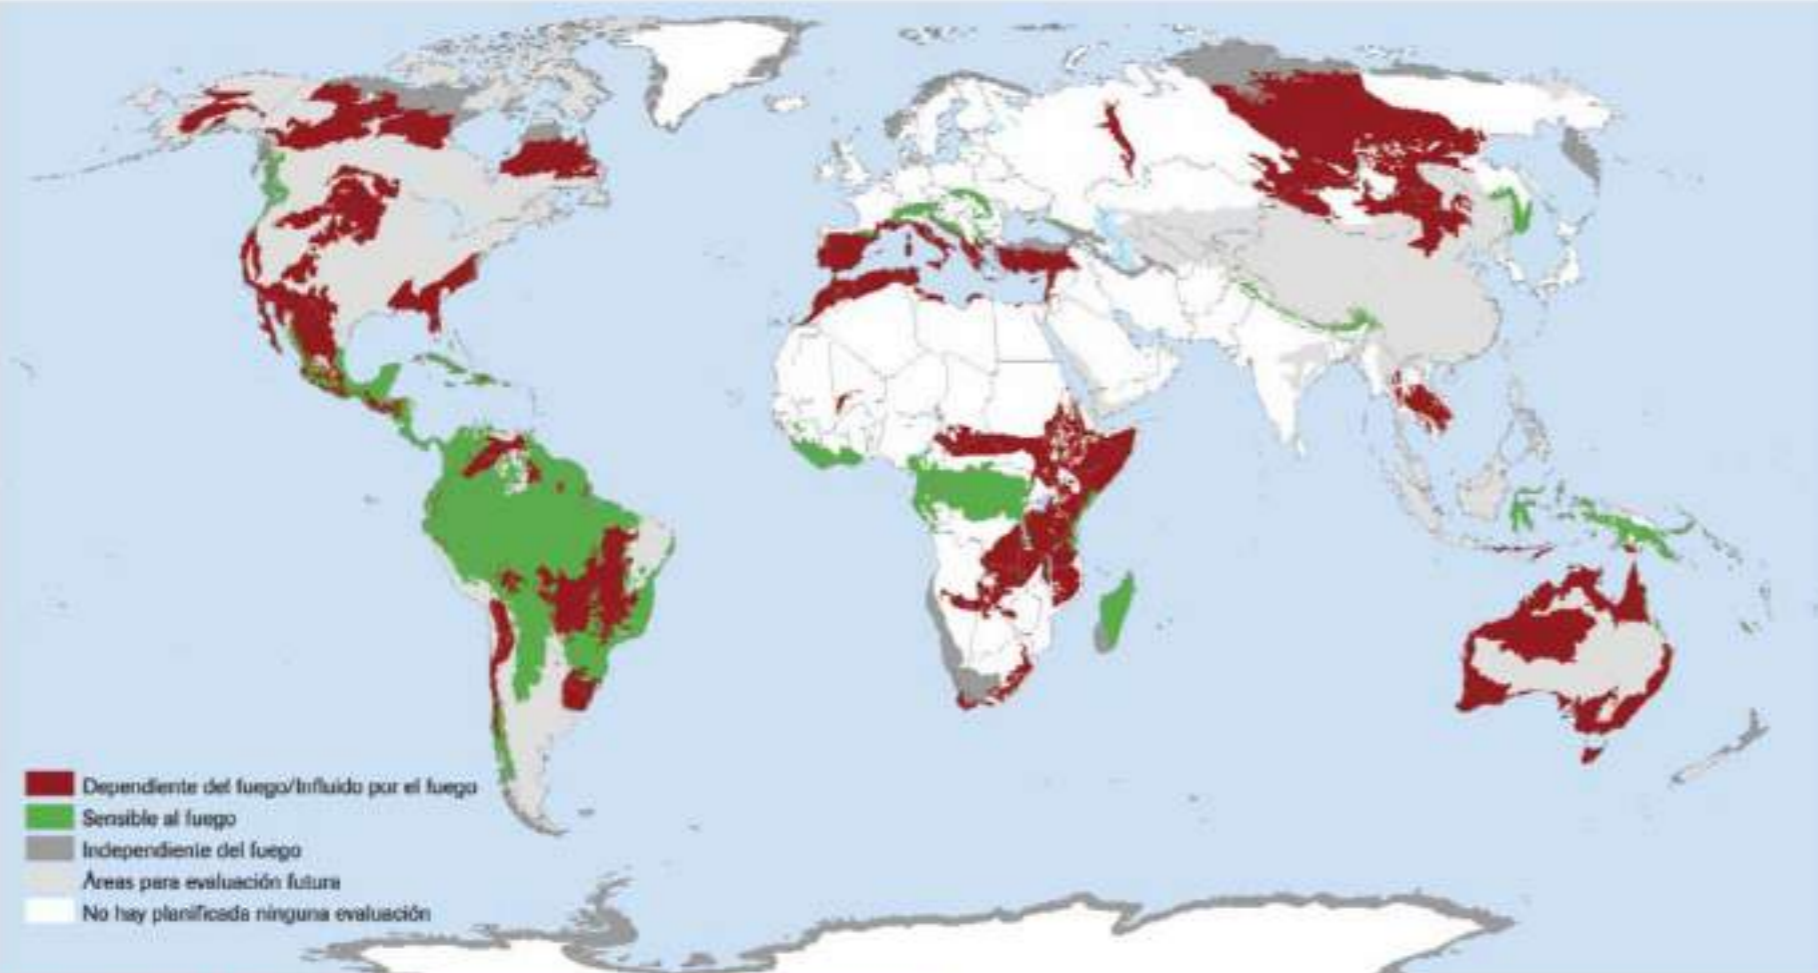 Dependiente del fuego/Influido por el fuego
Sensible al fuego
Independiente del fuego
Áreas para evaluación futura
No hay planificada ninguna evaluación